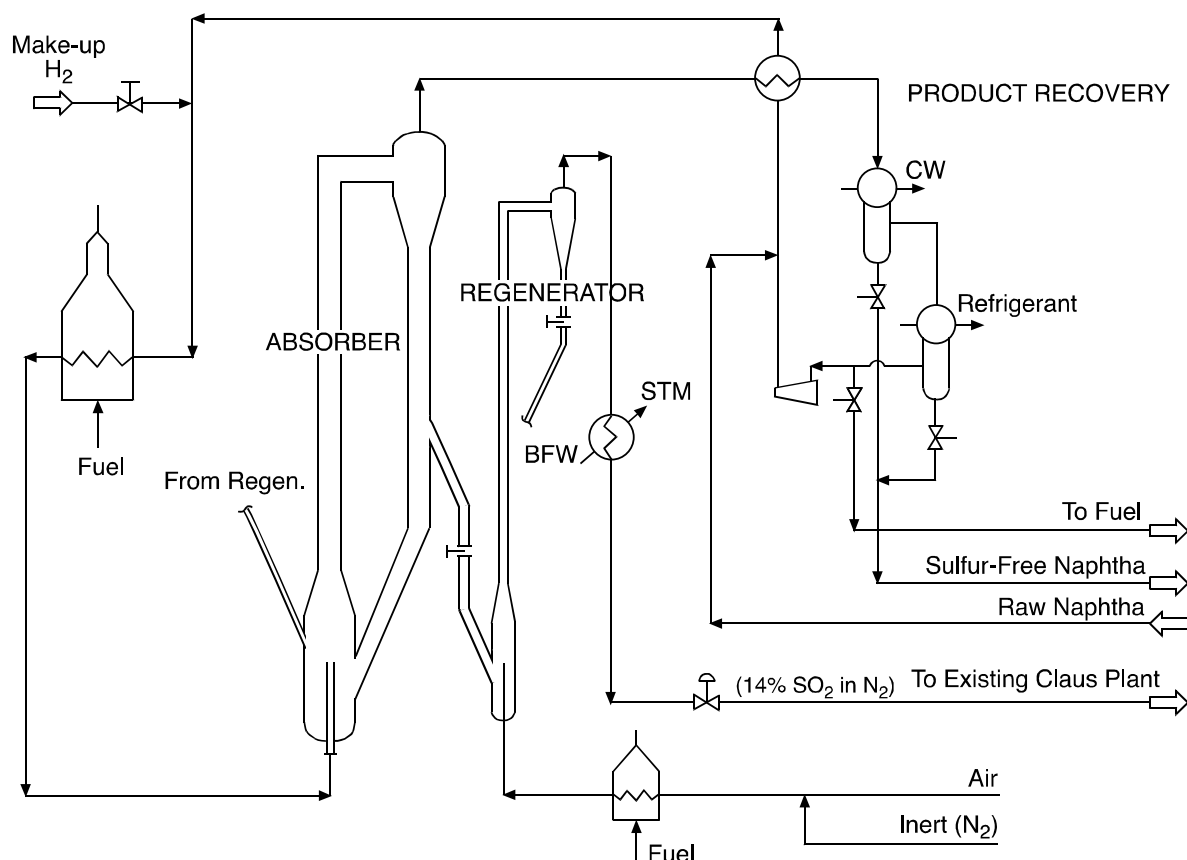 Make-up
H2
PRODUCT RECOVERY
CW
REGENERATOR
Refrigerant
ABSORBER
STM
BFW
Fuel
From Regen.
To Fuel
Sulfur-Free Naphtha
Raw Naphtha
(14% SO2 in N2)
To Existing Claus Plant
Air
Inert (N2)
Fuel